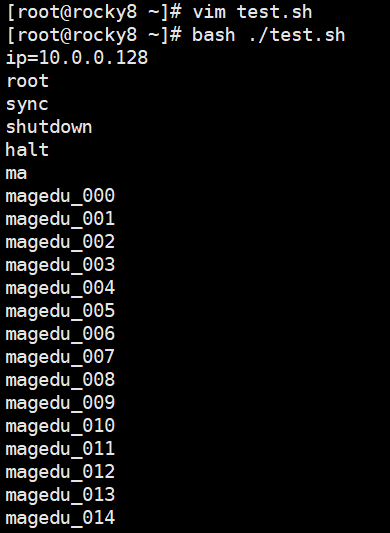 [root@rocky8 ~]# vim test.sh
[root@rocky8 ~]# bash ./test.sh
ip=10.0.0.128
root
sync
shutdown
halt
ma
magedu_000
magedu_001
magedu_002
magedu_003
magedu_004
magedu_005
magedu_006
magedu_007
magedu_008
magedu_009
magedu_010
magedu_011
magedu_012
magedu_013
magedu_014